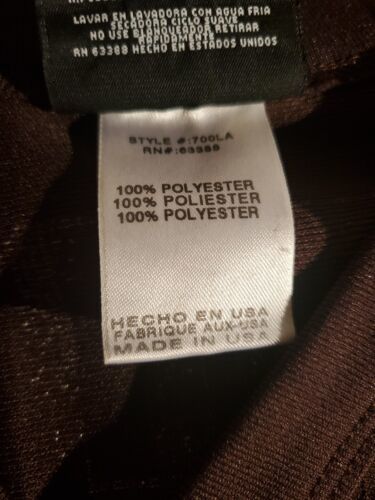 LAVAR EN LAVADORA CON AGUA FRIA
SECADORA CICLO SUAVE
NO USE BLANQUEADOR RETIRAR
RAPIDAMENTE
RN 63388 HECHO EN ESTADOS UNIDOS
STYLE #:700LA
RN#:63388
100% POLYESTER
100% POLIESTER
100% POLYESTER
HECHO EN USA
FABRIQUE AUX-USA
MADE IN USA